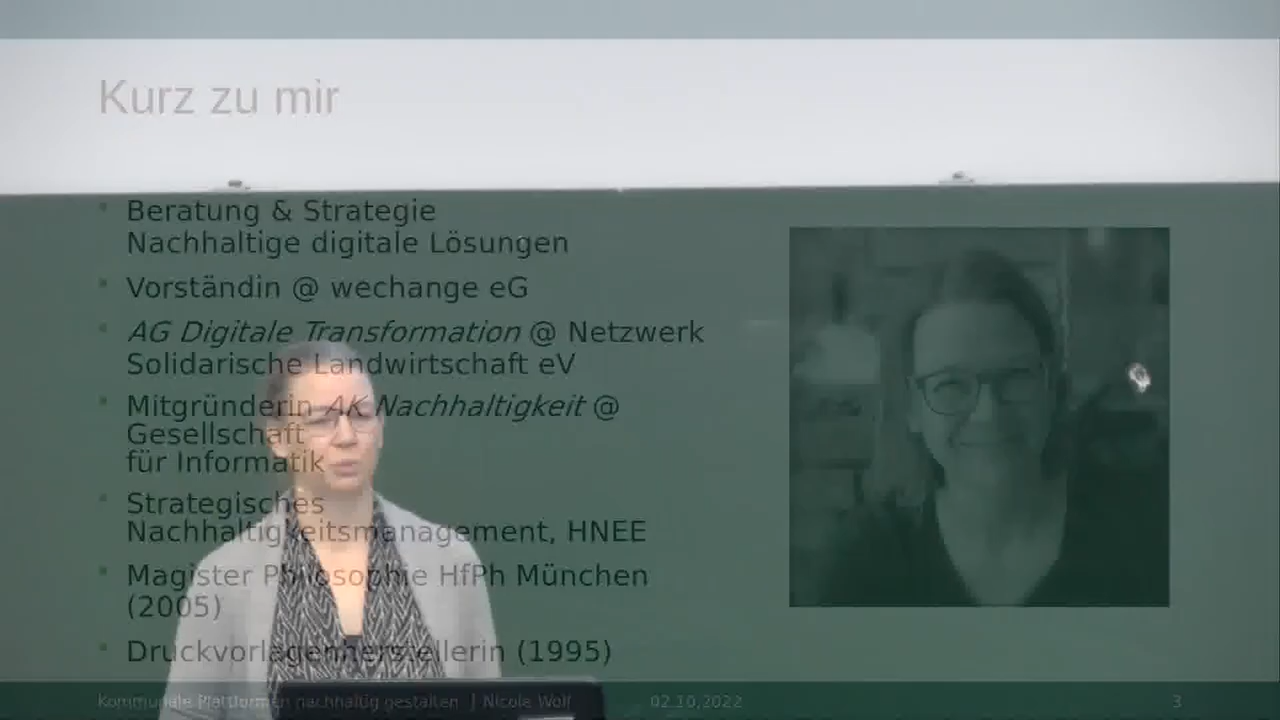 Kurz zu mir
Beratung & Strategie
Nachhaltige digitale Lösungen
Vorständin @ wechange eG
AG Digitale Transformation @ Netzwerk
Solidarische Landwirtschaft eV
Mitgründerin AK Nachhaltigkeit @
Gesellschaft
für Informatik
Strategisches
Nachhaltigkeitsmanagement, HNEE
Magister Philosophie HfPh München
(2005)
Druckvorlagenherstellerin (1995)
Kommunale Plattformen nachhaltig gestalten | Nicole Wolf 02.10.2022 3